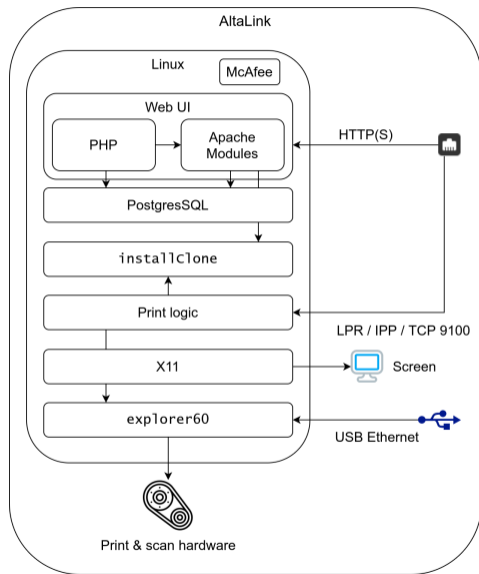 AltaLink
Linux
McAfee
Web UI
PHP
Apache
Modules
HTTP(S)
PostgresSQL
installClone
Print logic
LPR / IPP / TCP 9100
X11
Screen
explorer60
USB Ethernet
Print & scan hardware